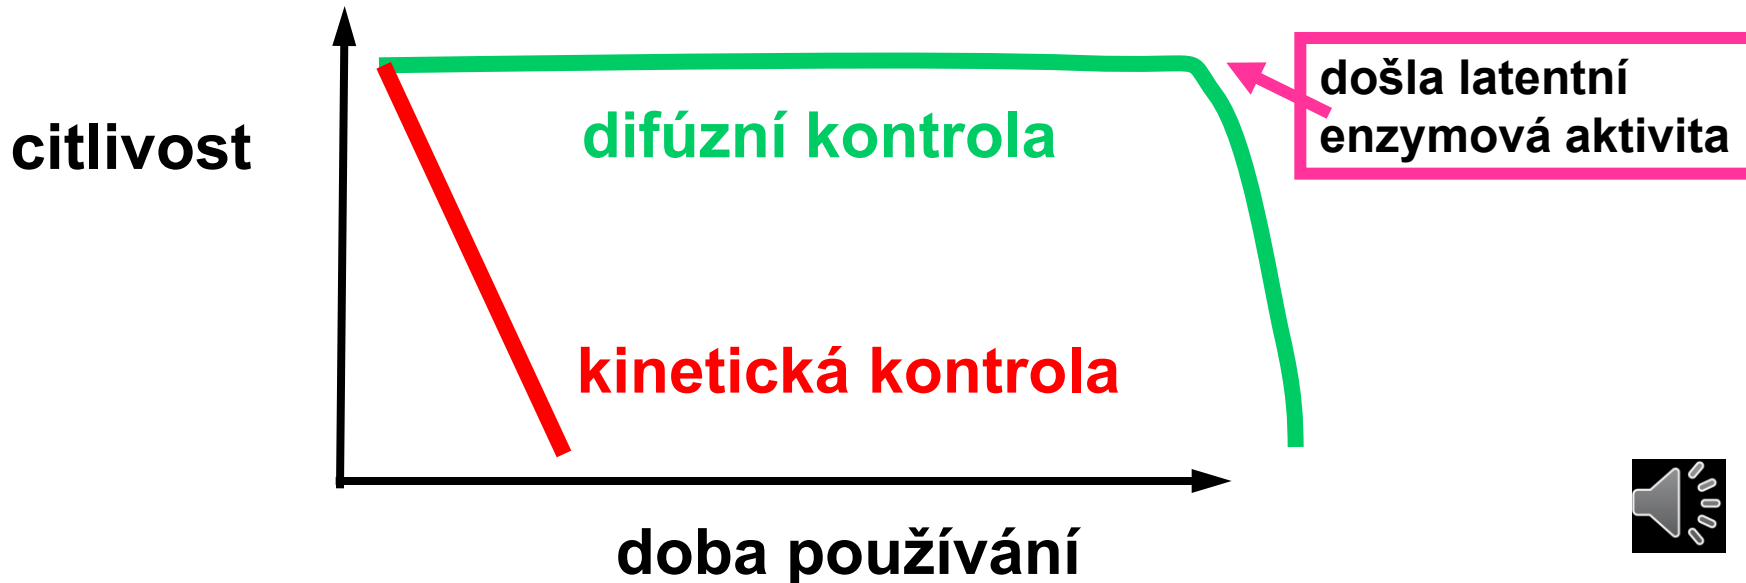 citlivost
difúzní kontrola
došla latentní
enzymová aktivita
kinetická kontrola
doba používání